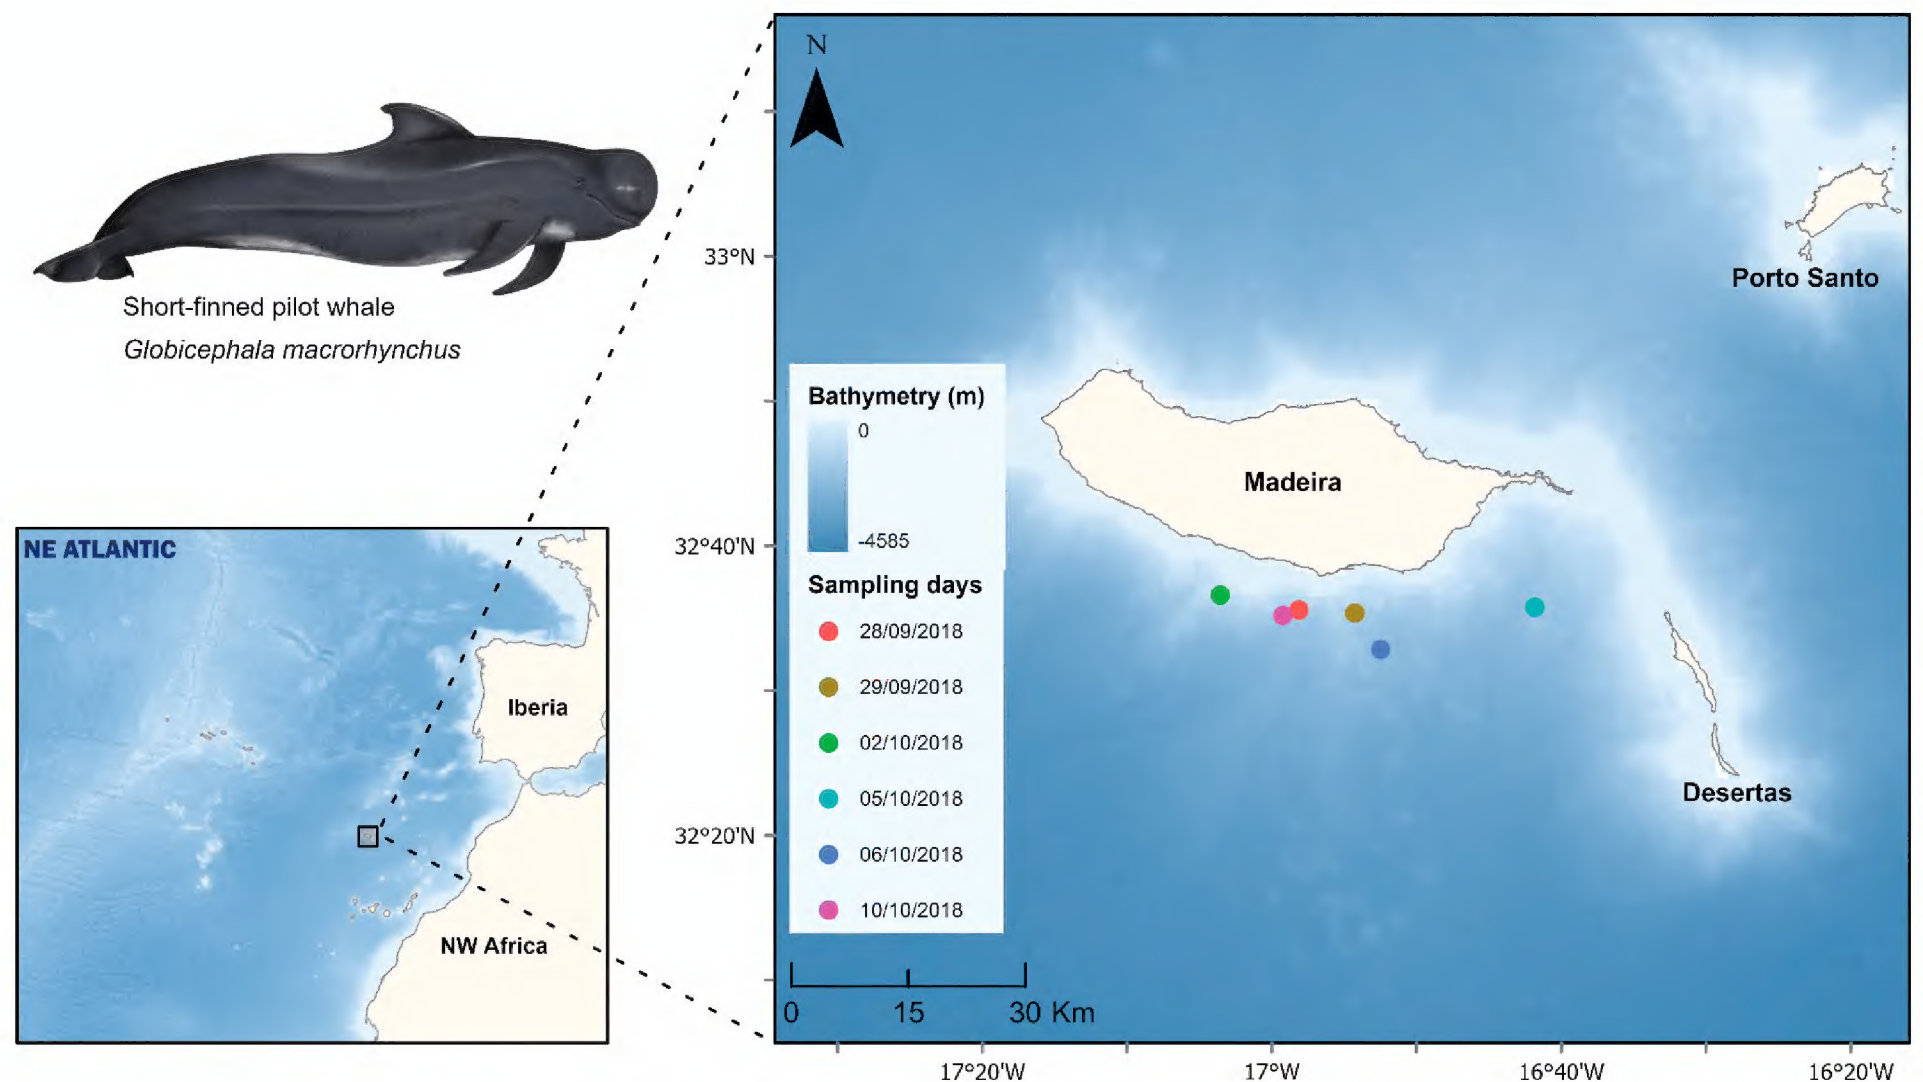 Short-finned pilot whale
Globicephala macrorhynchus
NE ATLANTIC
Iberia
NW Africa
N
33°N
32°40'N
32°20'N
Porto Santo
Madeira
Desertas
Bathymetry (m)
0
-4585
Sampling days
28/09/2018
29/09/2018
02/10/2018
05/10/2018
06/10/2018
10/10/2018
0 15 30 Km
17°20'W 17°W 16°40'W 16°20'W